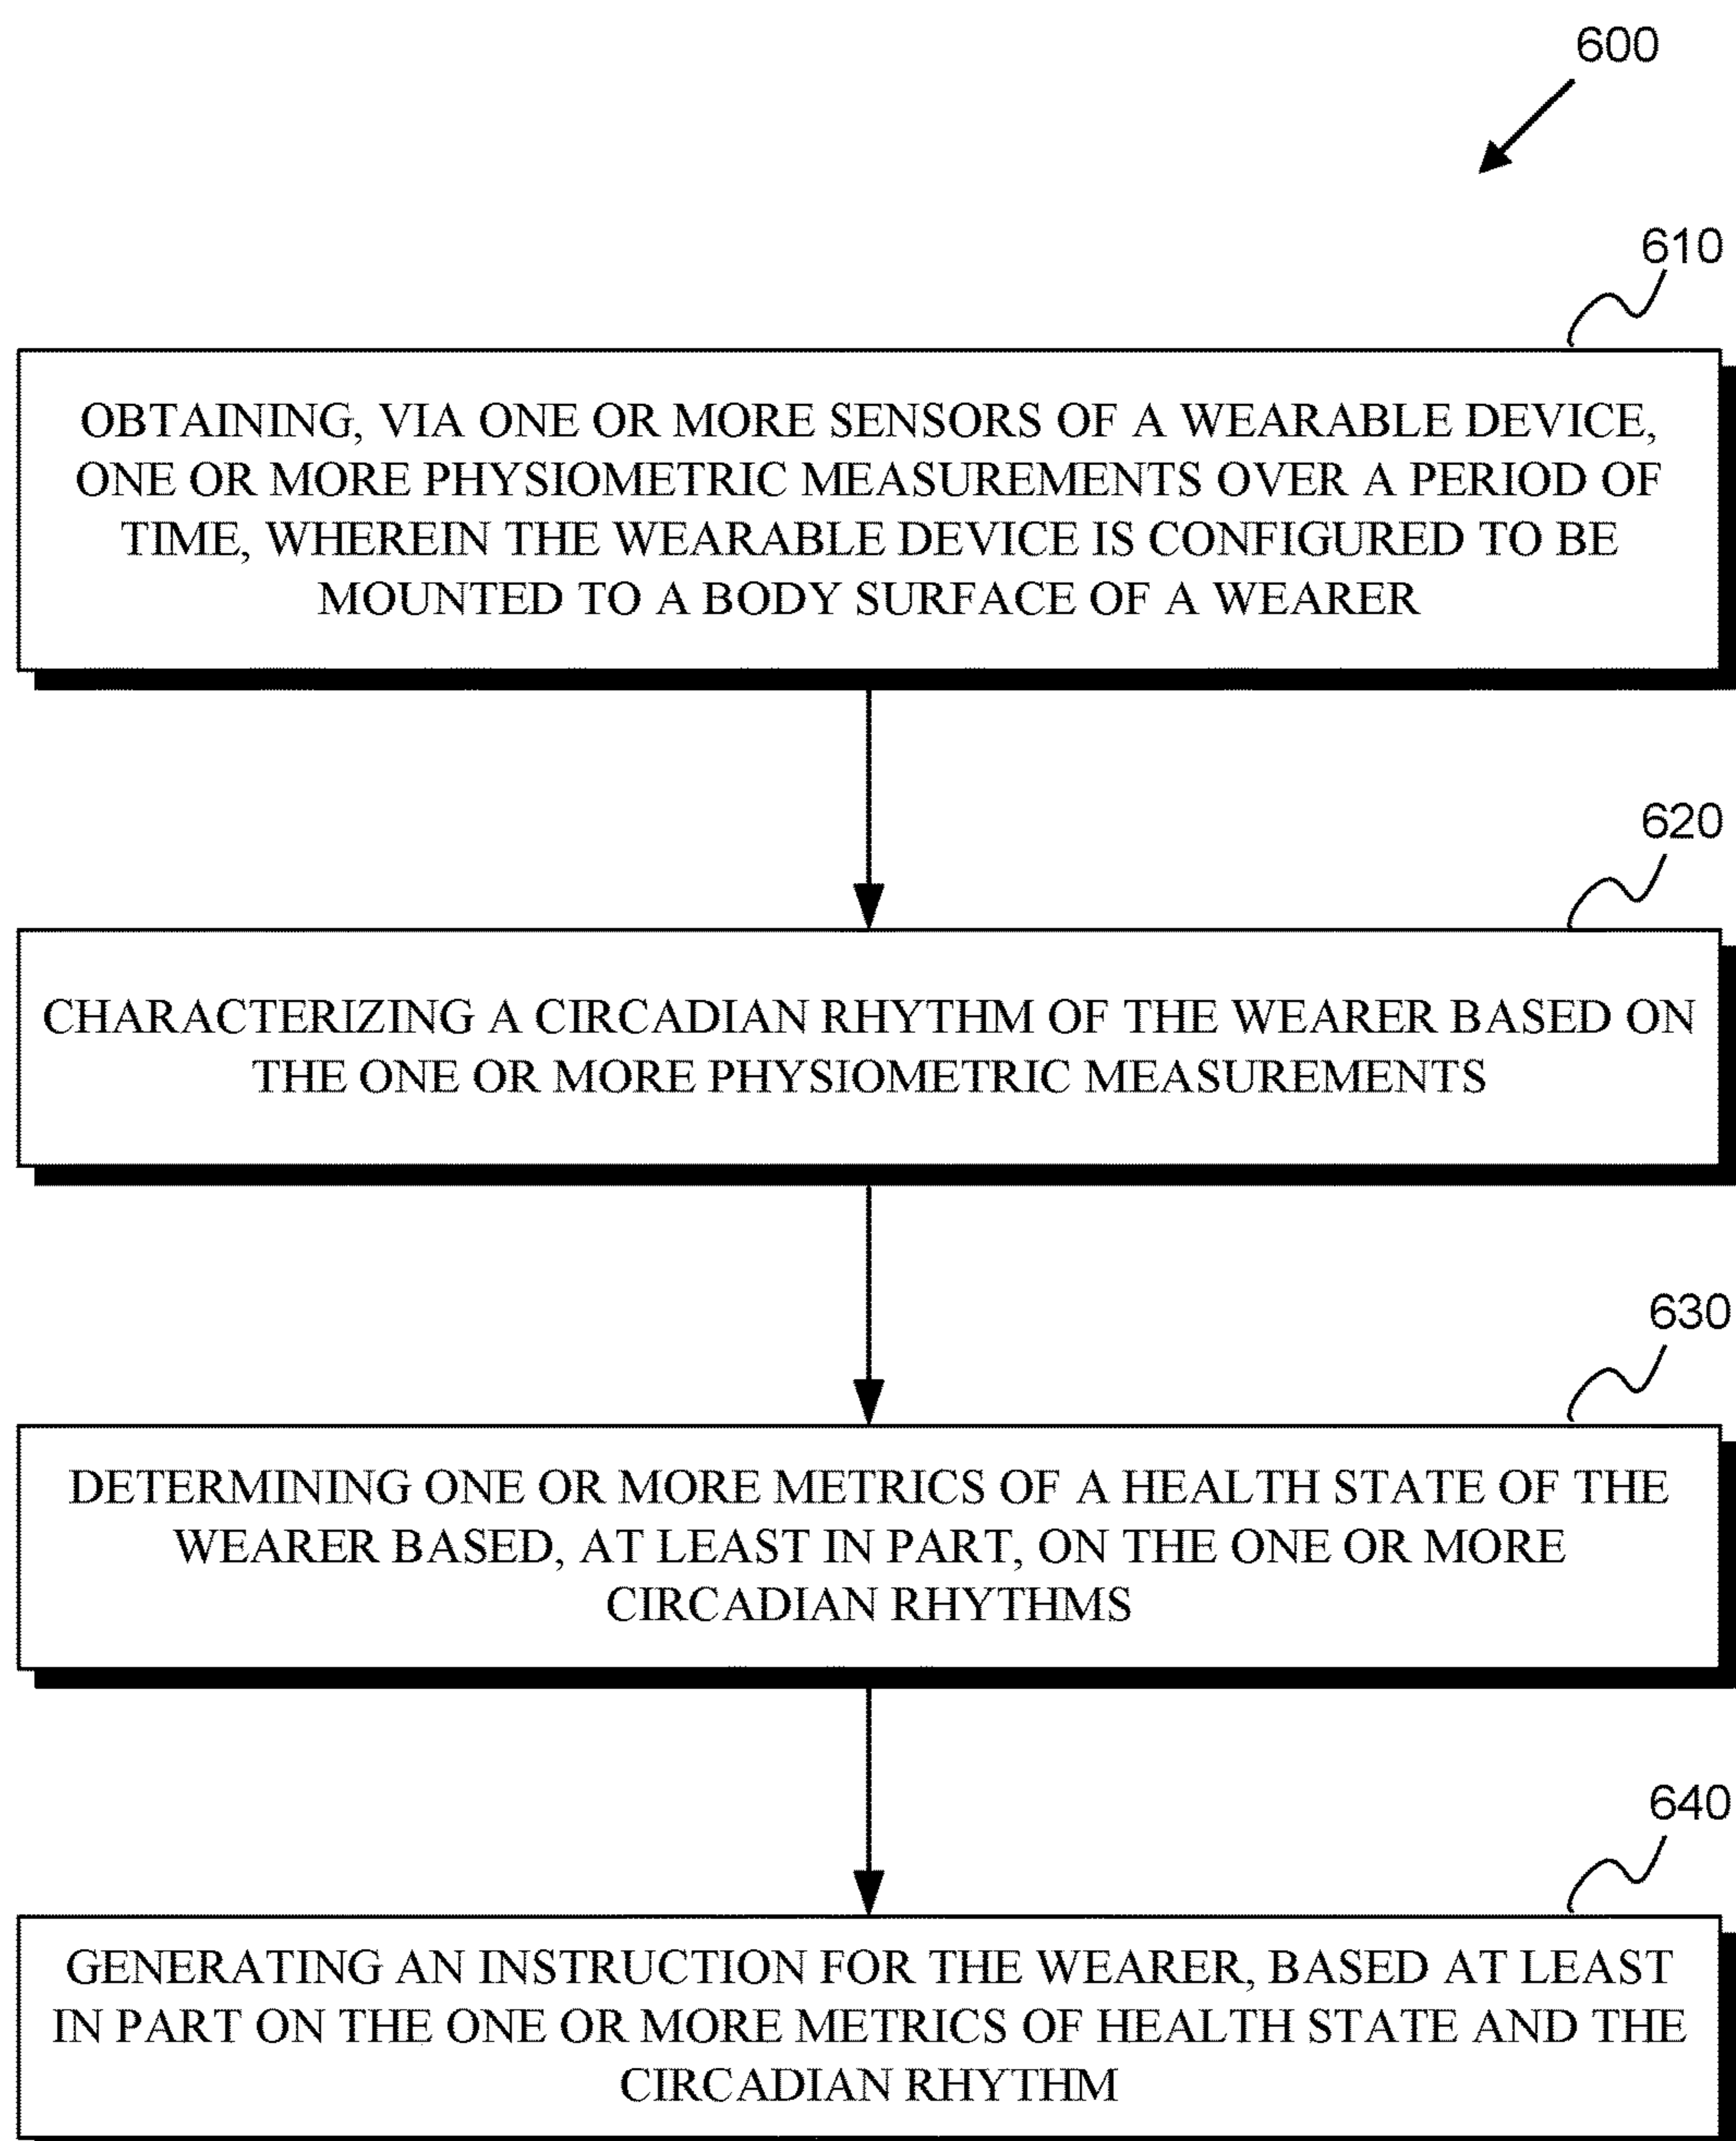 600
610
OBTAINING, VIA ONE OR MORE SENSORS OF A WEARABLE DEVICE,
ONE OR MORE PHYSIOMETRIC MEASUREMENTS OVER A PERIOD OF
TIME, WHEREIN THE WEARABLE DEVICE IS CONFIGURED TO BE
MOUNTED TO A BODY SURFACE OF A WEARER
620
CHARACTERIZING A CIRCADIAN RHYTHM OF THE WEARER BASED ON
THE ONE OR MORE PHYSIOMETRIC MEASUREMENTS
630
DETERMINING ONE OR MORE METRICS OF A HEALTH STATE OF THE
WEARER BASED, AT LEAST IN PART, ON THE ONE OR MORE
CIRCADIAN RHYTHMS
640
GENERATING AN INSTRUCTION FOR THE WEARER, BASED AT LEAST
IN PART ON THE ONE OR MORE METRICS OF HEALTH STATE AND THE
CIRCADIAN RHYTHM